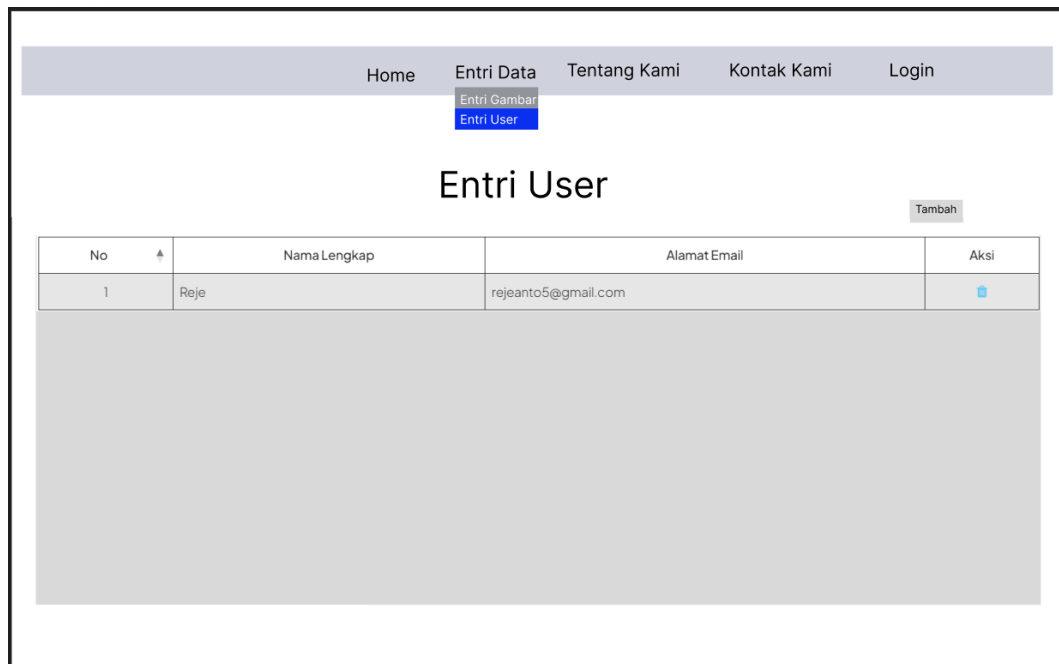 Home Entri Data Tentang Kami Kontak Kami Login
Entri Gambar
Entri User
Entri User
Tambah
No Nama Lengkap Alamat Email Aksi
1 Reje rejeanto5@gmail.com